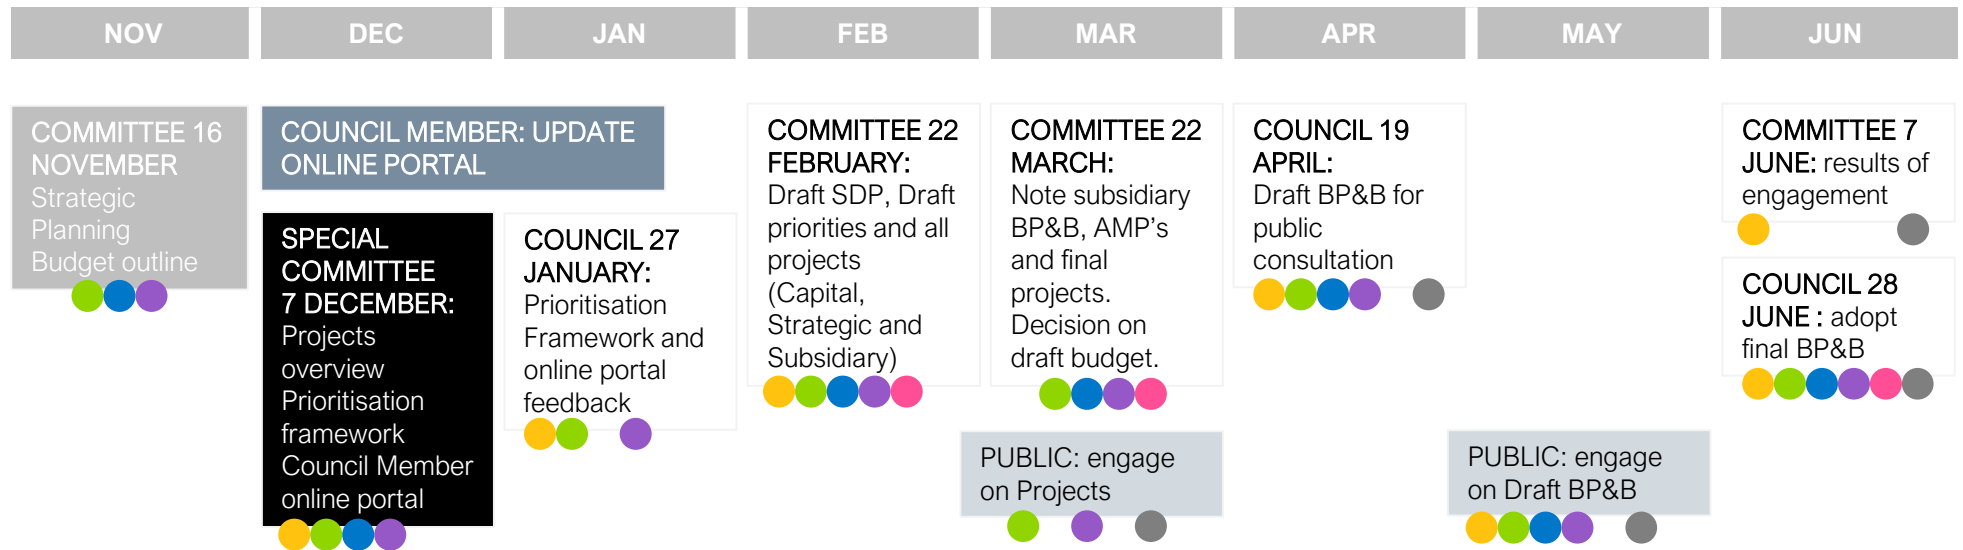 NOV
DEC
JAN
FEB
MAR
APR
MAY
JUN
COMMITTEE 16
NOVEMBER
Strategic
Planning
Budget outline
COUNCIL MEMBER: UPDATE
ONLINE PORTAL
SPECIAL
COMMITTEE
7 DECEMBER:
Projects
overview
Prioritisation
framework
Council Member
online portal
COUNCIL 27
JANUARY:
Prioritisation
Framework and
online portal
feedback
COMMITTEE 22
FEBRUARY:
Draft SDP, Draft
priorities and all
projects
(Capital,
Strategic and
Subsidiary)
COMMITTEE 22
MARCH:
Note subsidiary
BP&B, AMP's
and final
projects.
Decision on
draft budget.
PUBLIC: engage
on Projects
COUNCIL 19
APRIL:
Draft BP&B for
public
consultation
PUBLIC: engage
on Draft BP&B
COMMITTEE 7
JUNE: results of
engagement
COUNCIL 28
JUNE : adopt
final BP&B